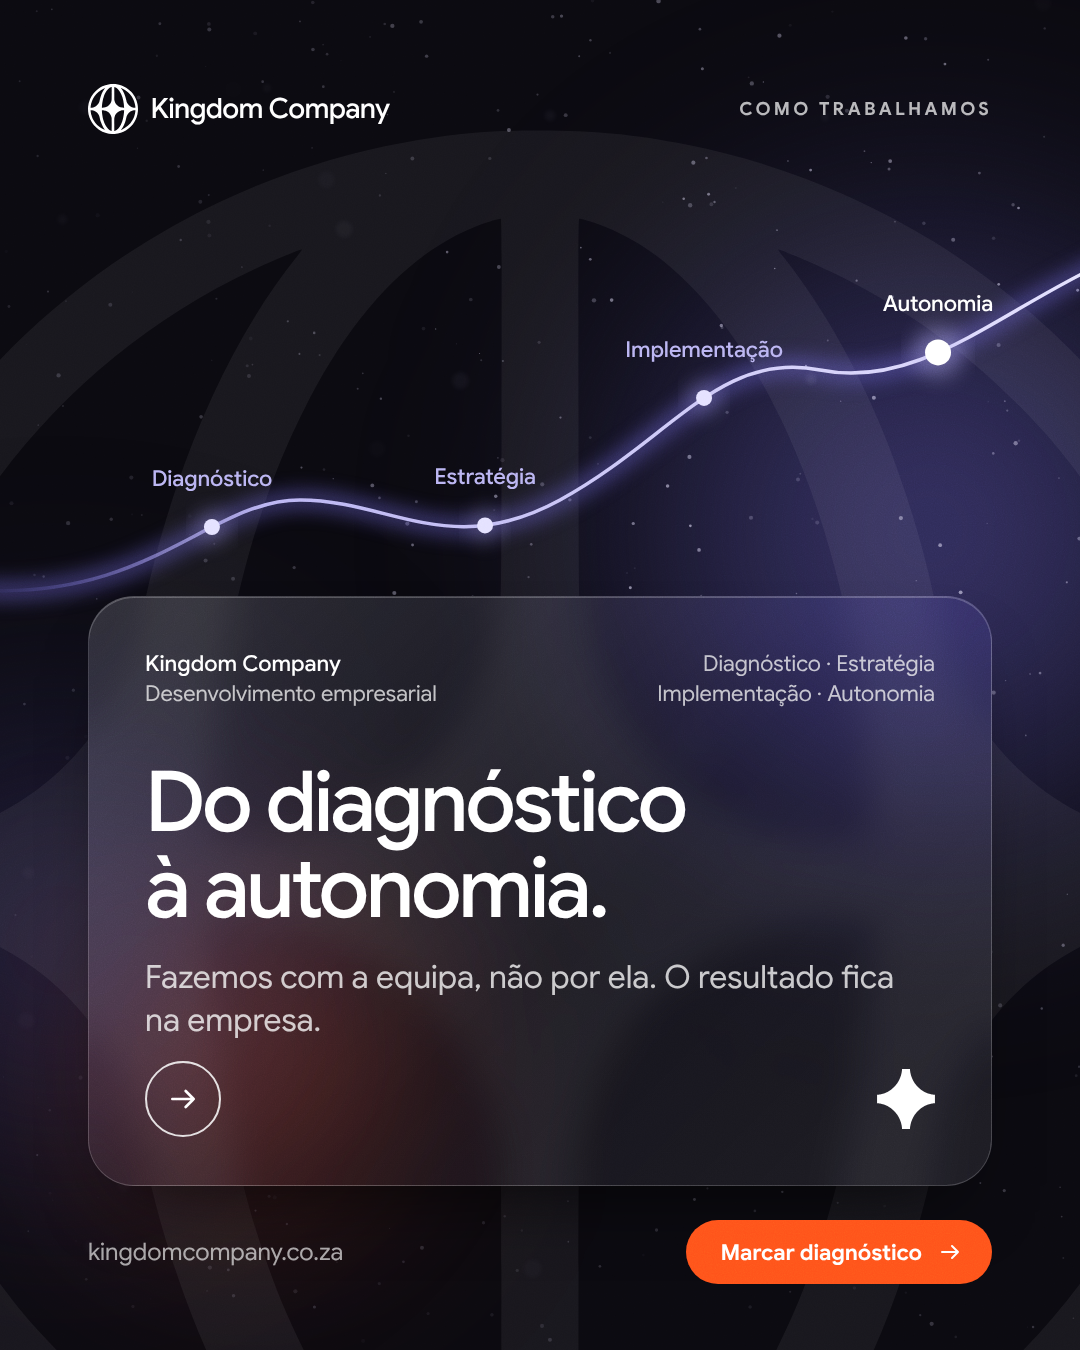 Kingdom Company
COMO TRABALHAMOS
Autonomia
Implementação
Diagnóstico
Estratégia
Kingdom Company
Desenvolvimento empresarial
Diagnóstico · Estratégia
Implementação · Autonomia
Do diagnóstico
à autonomia.
Fazemos com a equipa, não por ela. O resultado fica
na empresa.
kingdomcompany.co.za
Marcar diagnóstico →